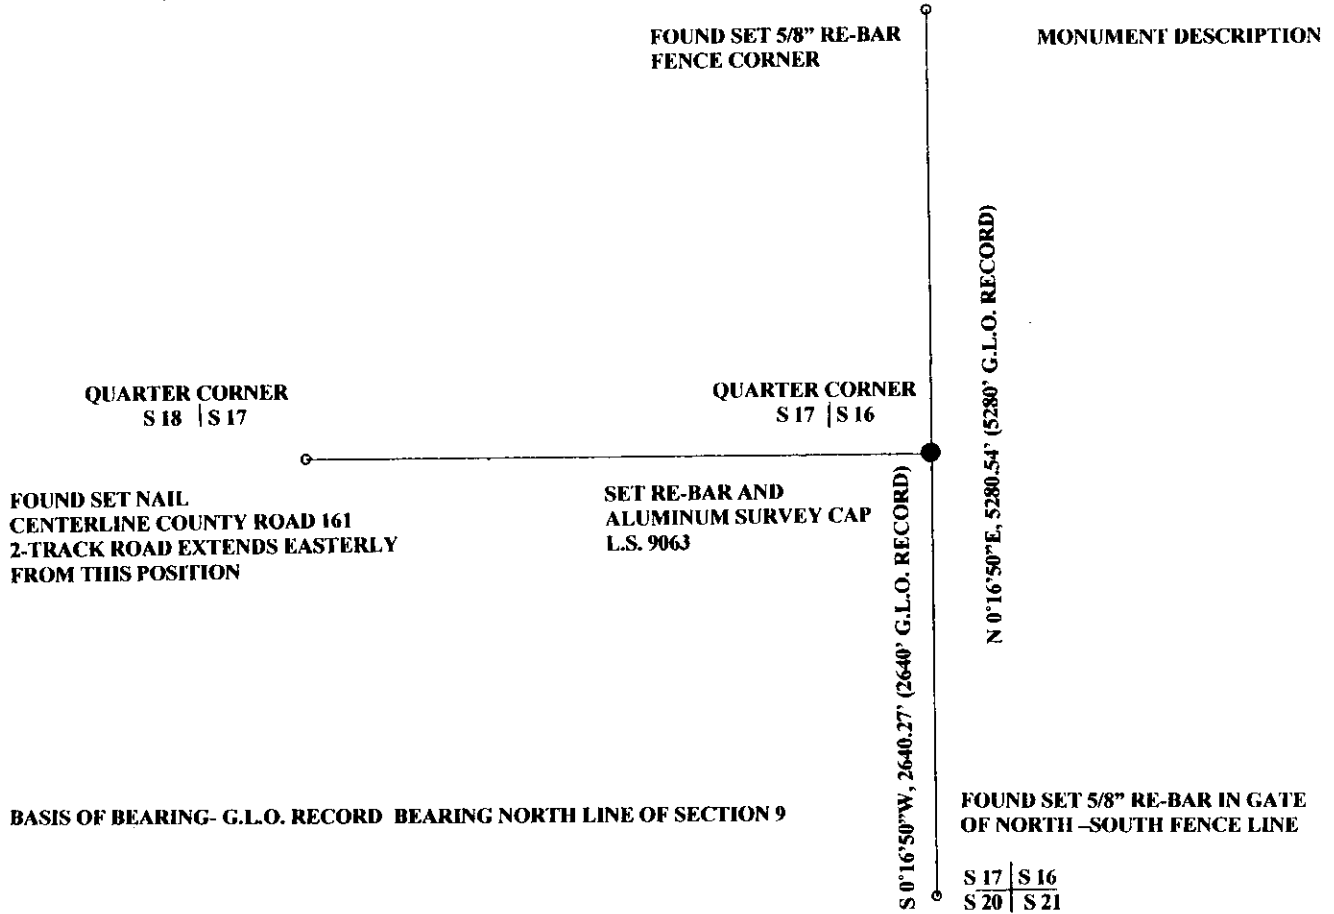 FOUND SET 5/8” RE-BAR
FENCE CORNER
MONUMENT DESCRIPTION
N 0°16’50”E, 5280.54’ (5280’ G.L.O. RECORD)
QUARTER CORNER
S 18 | S 17
QUARTER CORNER
S 17 | S 16
FOUND SET NAIL
CENTERLINE COUNTY ROAD 161
2-TRACK ROAD EXTENDS EASTERLY
FROM THIS POSITION
SET RE-BAR AND
ALUMINUM SURVEY CAP
L.S. 9063
S 0°16’50”W, 2640.27’ (2640’ G.L.O. RECORD)
BASIS OF BEARING- G.L.O. RECORD BEARING NORTH LINE OF SECTION 9
FOUND SET 5/8” RE-BAR IN GATE
OF NORTH –SOUTH FENCE LINE
S 17 | S 16
S 20 | S 21